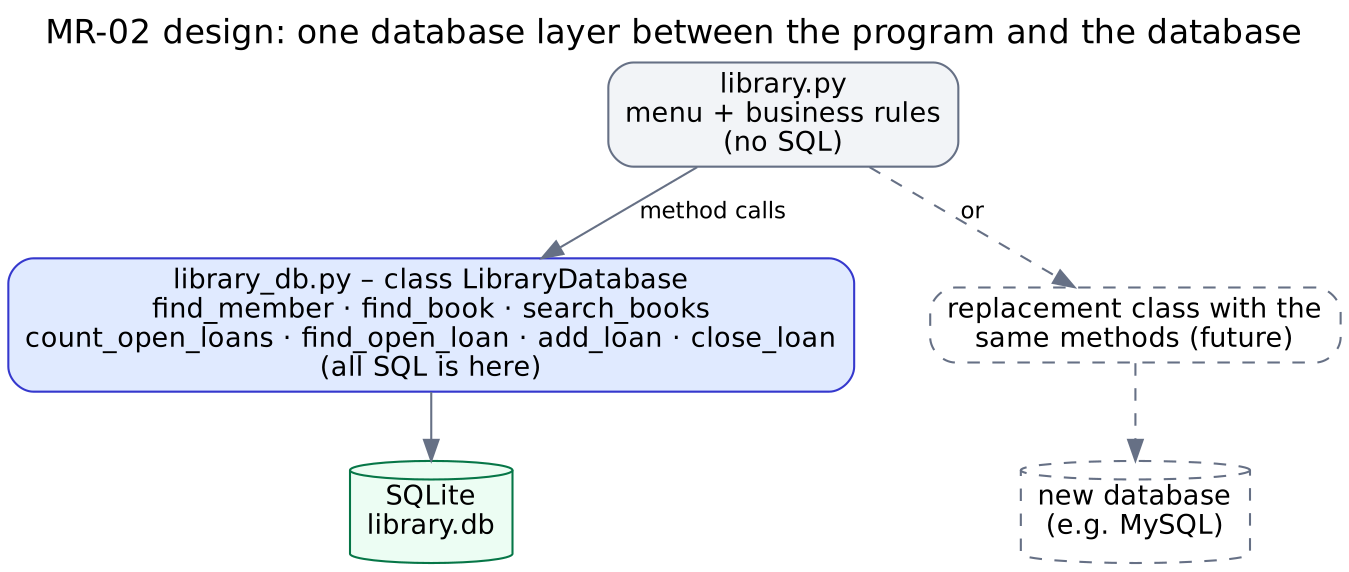 MR-02 design: one database layer between the program and the database
library.py
menu + business rules
(no SQL)
method calls
or
library_db.py – class LibraryDatabase
find_member · find_book · search_books
count_open_loans · find_open_loan · add_loan · close_loan
(all SQL is here)
replacement class with the
same methods (future)
SQLite
library.db
new database
(e.g. MySQL)